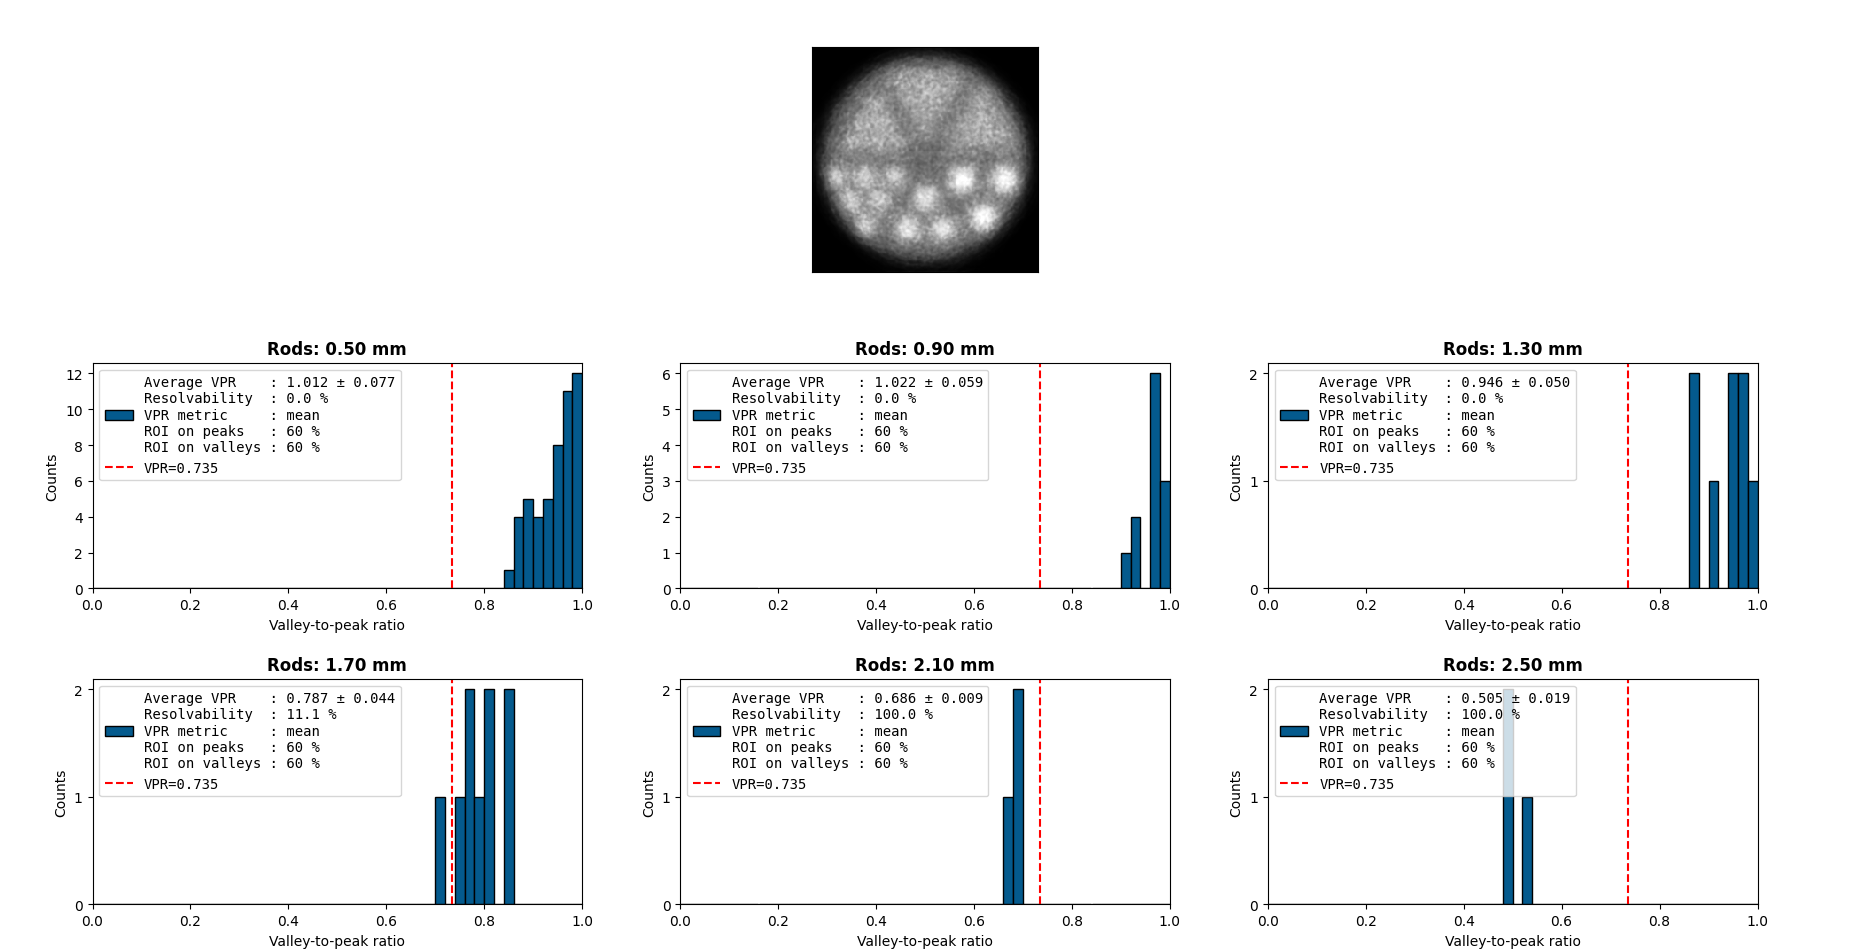 Rods: 0.50 mm
Average VPR : 1.012 ± 0.077
Resolvability : 0.0 %
VPR metric : mean
ROI on peaks : 60 %
ROI on valleys : 60 %
VPR=0.735
Counts
12
10
8
6
4
2
0
0.0 0.2 0.4 0.6 0.8 1.0
Valley-to-peak ratio
Rods: 0.90 mm
Average VPR : 1.022 ± 0.059
Resolvability : 0.0 %
VPR metric : mean
ROI on peaks : 60 %
ROI on valleys : 60 %
VPR=0.735
Counts
6
5
4
3
2
1
0
0.0 0.2 0.4 0.6 0.8 1.0
Valley-to-peak ratio
Rods: 1.30 mm
Average VPR : 0.946 ± 0.050
Resolvability : 0.0 %
VPR metric : mean
ROI on peaks : 60 %
ROI on valleys : 60 %
VPR=0.735
Counts
2
1
0
0.0 0.2 0.4 0.6 0.8 1.0
Valley-to-peak ratio
Rods: 1.70 mm
Average VPR : 0.787 ± 0.044
Resolvability : 11.1 %
VPR metric : mean
ROI on peaks : 60 %
ROI on valleys : 60 %
VPR=0.735
Counts
2
1
0
0.0 0.2 0.4 0.6 0.8 1.0
Valley-to-peak ratio
Rods: 2.10 mm
Average VPR : 0.686 ± 0.009
Resolvability : 100.0 %
VPR metric : mean
ROI on peaks : 60 %
ROI on valleys : 60 %
VPR=0.735
Counts
2
1
0
0.0 0.2 0.4 0.6 0.8 1.0
Valley-to-peak ratio
Rods: 2.50 mm
Average VPR : 0.505 ± 0.019
Resolvability : 100.0 %
VPR metric : mean
ROI on peaks : 60 %
ROI on valleys : 60 %
VPR=0.735
Counts
2
1
0
0.0 0.2 0.4 0.6 0.8 1.0
Valley-to-peak ratio